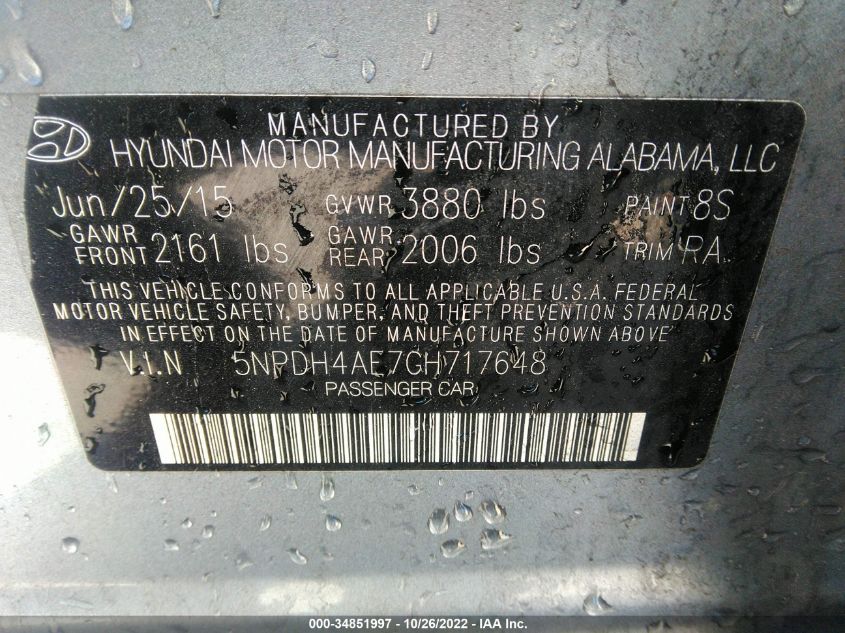 MANUFACTURED BY
HYUNDAI MOTOR MANUFACTURING ALABAMA, LLC
Jun/25/15 GVWR 3880 lbs PAINT 8S
GAWR FRONT 2161 lbs GAWR REAR 2006 lbs TRIM RA
THIS VEHICLE CONFORMS TO ALL APPLICABLE U.S.A. FEDERAL
MOTOR VEHICLE SAFETY, BUMPER, AND THEFT PREVENTION STANDARDS
IN EFFECT ON THE DATE OF MANUFACTURE SHOWN ABOVE
V.I.N 5NPDH4AE7GH717648
PASSENGER CAR
000-34851997 - 10/26/2022 - IAA Inc.